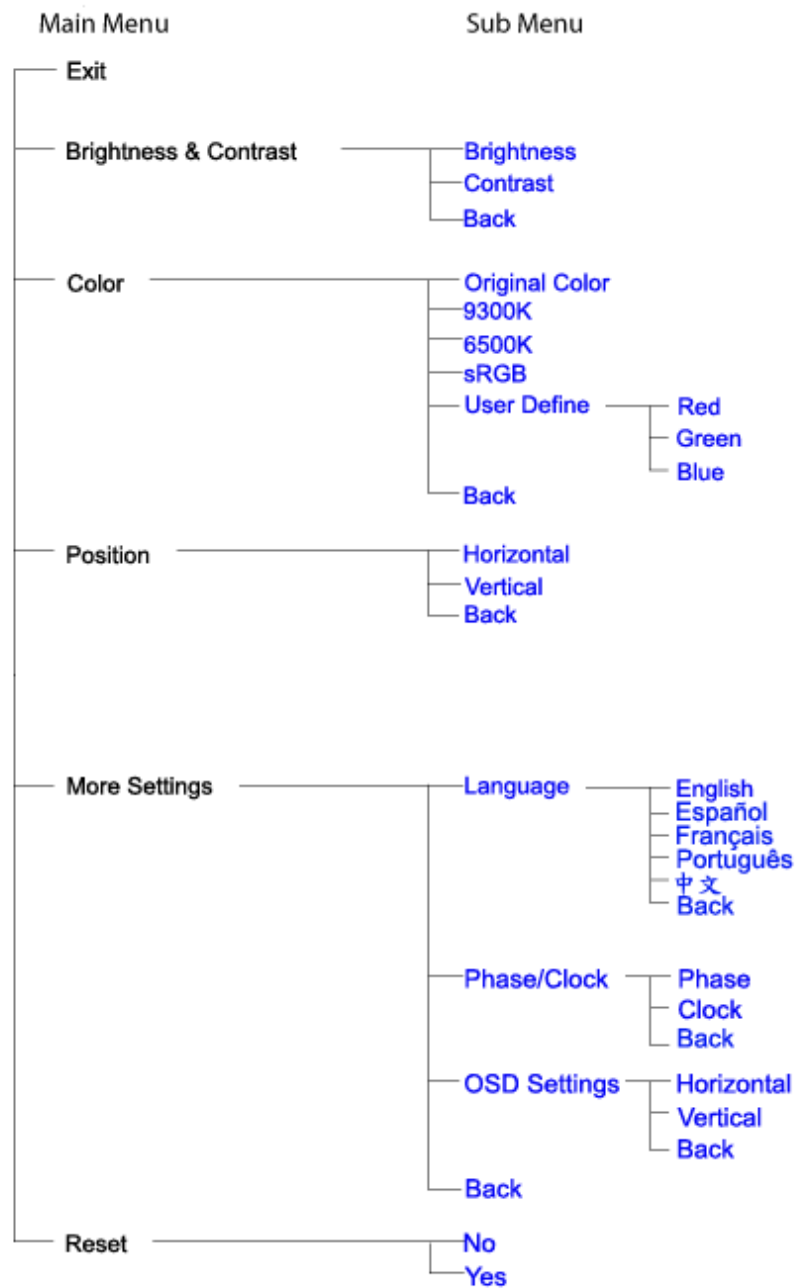 Main Menu Sub Menu
Exit
Brightness & Contrast Brightness
Contrast
Back
Color Original Color
9300K
6500K
sRGB
User Define Red
Green
Blue
Back
Position Horizontal
Vertical
Back
More Settings Language English
Español
Français
Português
中文
Back
Phase/Clock Phase
Clock
Back
OSD Settings Horizontal
Vertical
Back
Back
Reset No
Yes